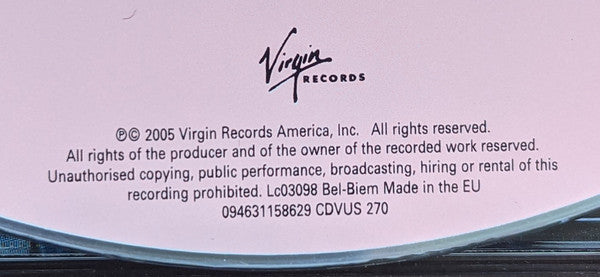 Virgin
RECORDS
℗© 2005 Virgin Records America, Inc. All rights reserved.
All rights of the producer and of the owner of the recorded work reserved.
Unauthorised copying, public performance, broadcasting, hiring or rental of this
recording prohibited. Lc03098 Bel-Biem Made in the EU
094631158629 CDVUS 270